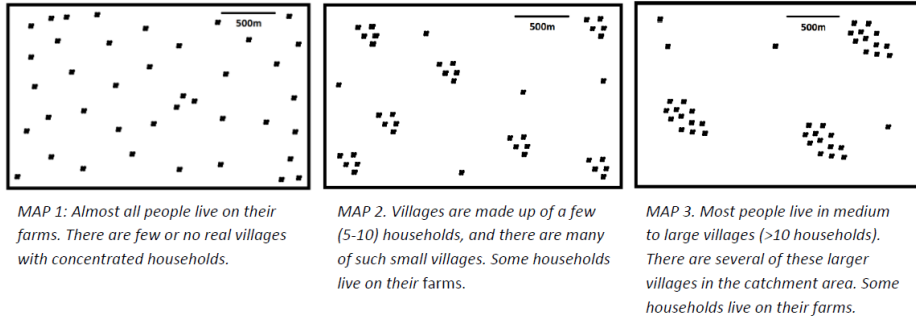 500m
500m
500m
MAP 1: Almost all people live on their
farms. There are few or no real villages
with concentrated households.
MAP 2. Villages are made up of a few
(5-10) households, and there are many
of such small villages. Some households
live on their farms.
MAP 3. Most people live in medium
to large villages (>10 households).
There are several of these larger
villages in the catchment area. Some
households live on their farms.